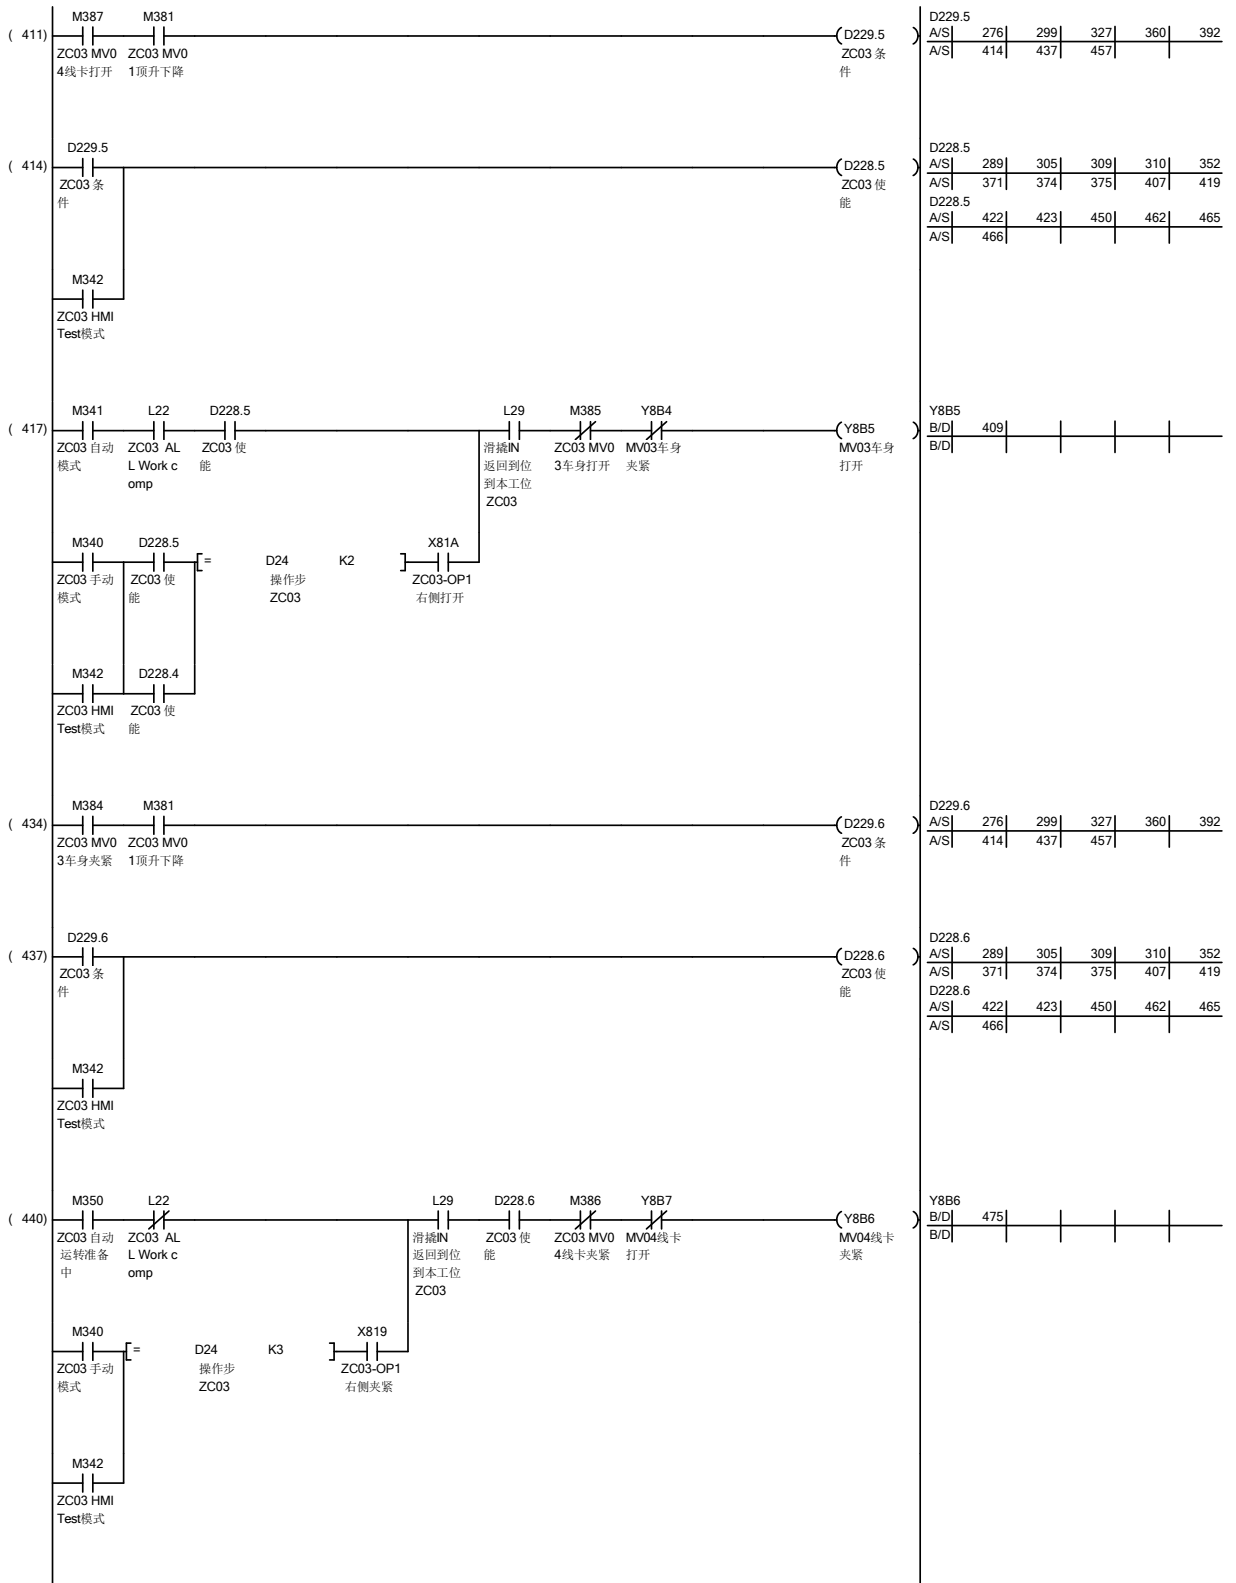 M387 M381
( 411) D229.5
ZC03 MV0 ZC03 MV0 ZC03 条
4线卡打开 1顶升下降 件
D229.5
A/S 276 299 327 360 392
A/S 414 437 457
D229.5
( 414) D228.5
ZC03 条 ZC03 使
件 能
D228.5
A/S 289 305 309 310 352
A/S 371 374 375 407 419
D228.5
A/S 422 423 450 462 465
A/S 466
M342
ZC03 HMI
Test模式
M341 L22 D228.5 L29 M385 Y8B4
( 417) Y8B5
ZC03 自动 ZC03 AL ZC03 使 滑撬IN ZC03 MV0 MV03车身 MV03车身
模式 L Work c 能 返回到位 3车身打开 夹紧 打开
omp 到本工位
ZC03
Y8B5
B/D 409
B/D
M340 D228.5 X81A
[= D24 K2 ]
ZC03 手动 ZC03 使 操作步 ZC03-OP1
模式 能 ZC03 右侧打开
M342 D228.4
ZC03 HMI ZC03 使
Test模式 能
M384 M381
( 434) D229.6
ZC03 MV0 ZC03 MV0 ZC03 条
3车身夹紧 1顶升下降 件
D229.6
A/S 276 299 327 360 392
A/S 414 437 457
D229.6
( 437) D228.6
ZC03 条 ZC03 使
件 能
D228.6
A/S 289 305 309 310 352
A/S 371 374 375 407 419
D228.6
A/S 422 423 450 462 465
A/S 466
M342
ZC03 HMI
Test模式
M350 L22 L29 D228.6 M386 Y8B7
( 440) Y8B6
ZC03 自动 ZC03 AL 滑撬IN ZC03 使 ZC03 MV0 MV04线卡 MV04线卡
运转准备 L Work c 返回到位 能 4线卡夹紧 打开 夹紧
中 omp 到本工位
ZC03
Y8B6
B/D 475
B/D
M340 X819
[= D24 K3 ]
ZC03 手动 操作步 ZC03-OP1
模式 ZC03 右侧夹紧
M342
ZC03 HMI
Test模式